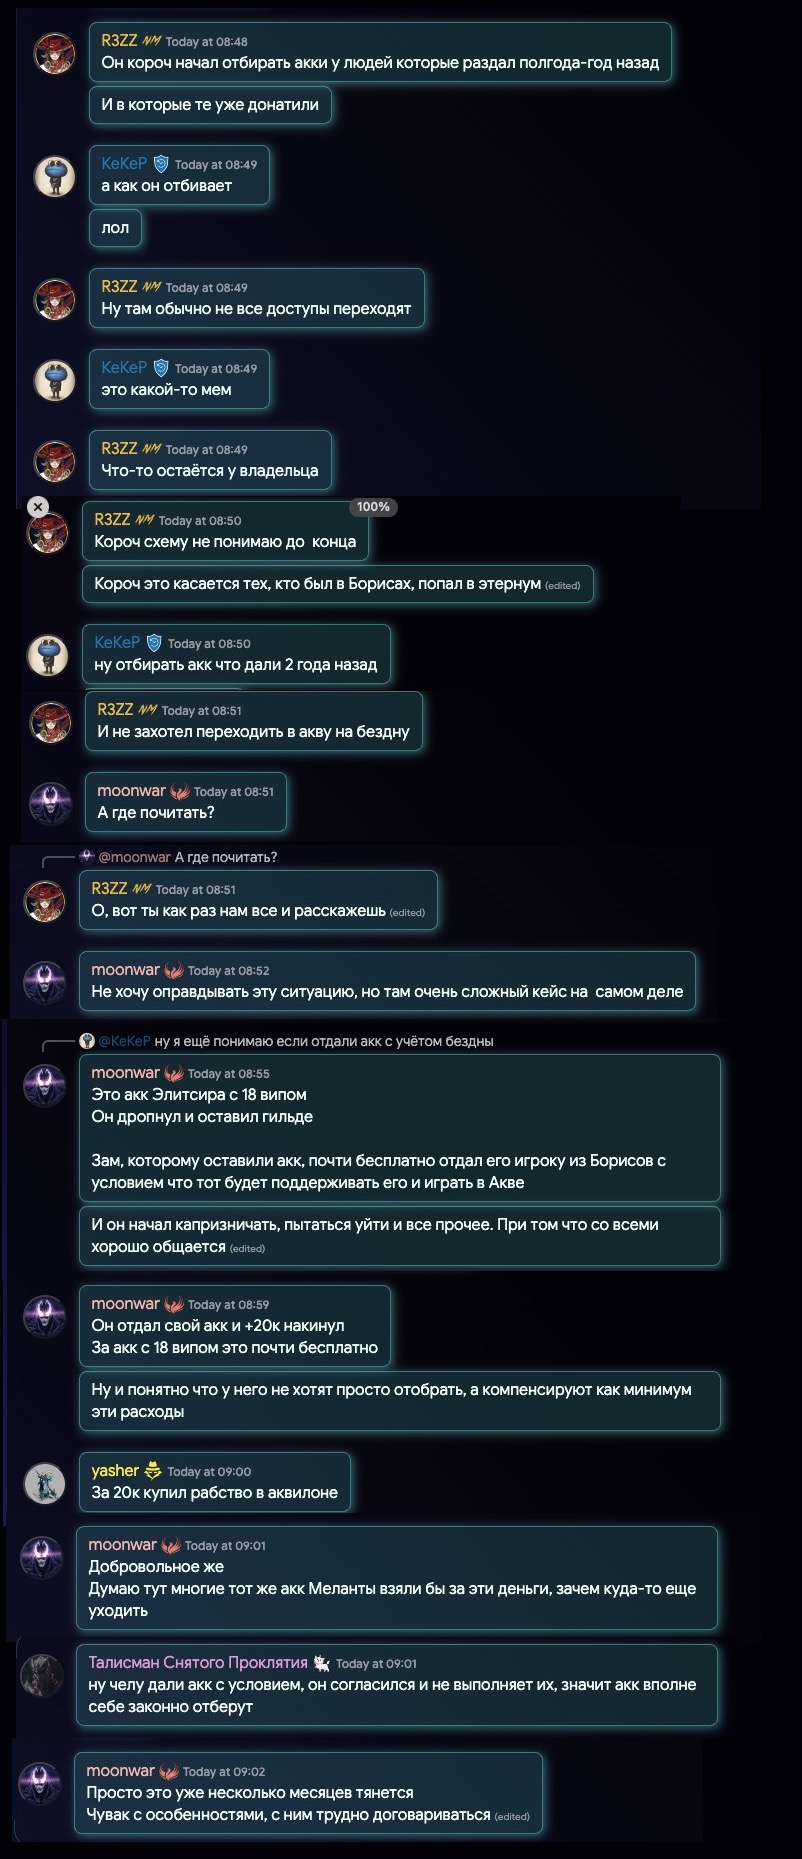 R3ZZ NM Today at 08:48
Он короч начал отбирать акки у людей которые раздал полгода-год назад
И в которые те уже донатили
KeKeP Today at 08:49
а как он отбивает
лол
R3ZZ NM Today at 08:49
Ну там обычно не все доступы переходят
KeKeP Today at 08:49
это какой-то мем
R3ZZ NM Today at 08:49
Что-то остаётся у владельца
100%
R3ZZ NM Today at 08:50
Короч схему не понимаю до конца
Короч это касается тех, кто был в Борисах, попал в этернум (edited)
KeKeP Today at 08:50
ну отбирать акк что дали 2 года назад
R3ZZ NM Today at 08:51
И не захотел переходить в акву на бездну
moonwar Today at 08:51
А где почитать?
@moonwar А где почитать?
R3ZZ NM Today at 08:51
О, вот ты как раз нам все и расскажешь (edited)
moonwar Today at 08:52
Не хочу оправдывать эту ситуацию, но там очень сложный кейс на самом деле
@KeKeP ну я ещё понимаю если отдали акк с учётом бездны
moonwar Today at 08:55
Это акк Элитсира с 18 випом
Он дропнул и оставил гильде
Зам, которому оставили акк, почти бесплатно отдал его игроку из Борисов с
условием что тот будет поддерживать его и играть в Акве
И он начал капризничать, пытаться уйти и все прочее. При том что со всеми
хорошо общается (edited)
moonwar Today at 08:59
Он отдал свой акк и +20к накинул
За акк с 18 випом это почти бесплатно
Ну и понятно что у него не хотят просто отобрать, а компенсируют как минимум
эти расходы
yasher Today at 09:00
За 20к купил рабство в аквилоне
moonwar Today at 09:01
Добровольное же
Думаю тут многие тот же акк Меланты взяли бы за эти деньги, зачем куда-то еще
уходить
Талисман Снятого Проклятия Today at 09:01
ну челу дали акк с условием, он согласился и не выполняет их, значит акк вполне
себе законно отберут
moonwar Today at 09:02
Просто это уже несколько месяцев тянется
Чувак с особенностями, с ним трудно договариваться (edited)